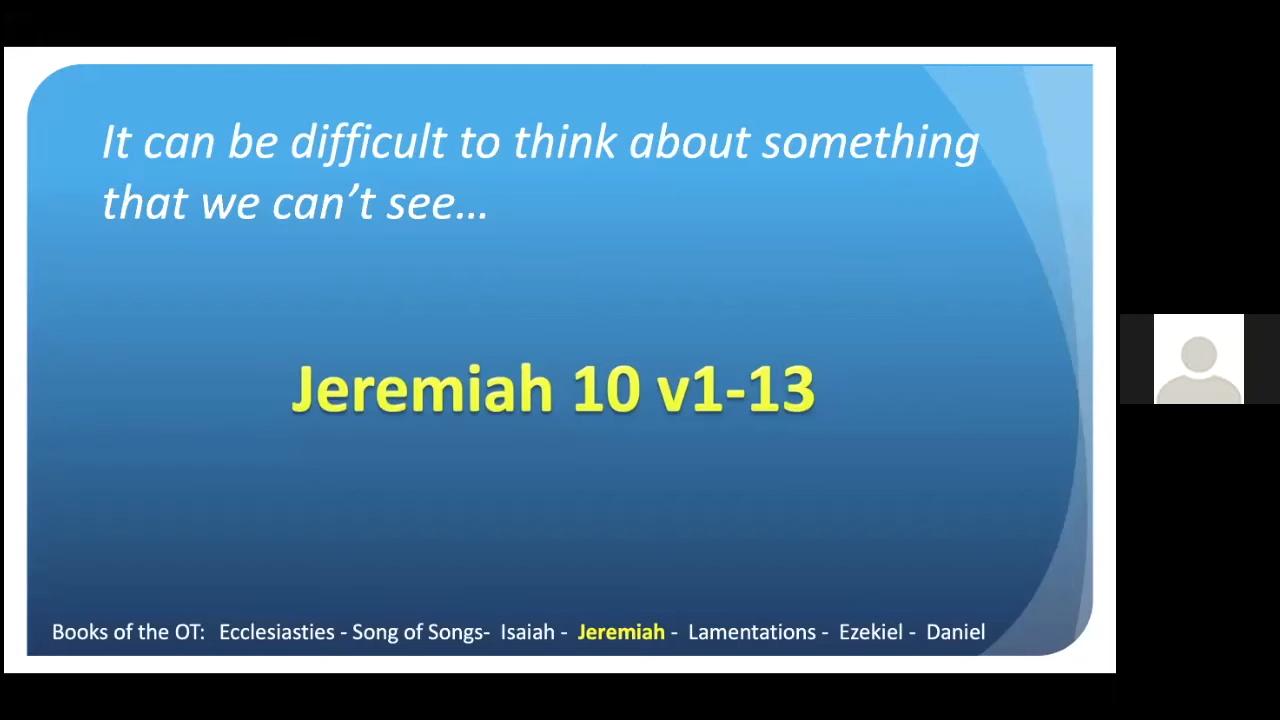 It can be difficult to think about something
that we can’t see…
Jeremiah 10 v1-13
Books of the OT: Ecclesiasties - Song of Songs- Isaiah - Jeremiah - Lamentations - Ezekiel - Daniel